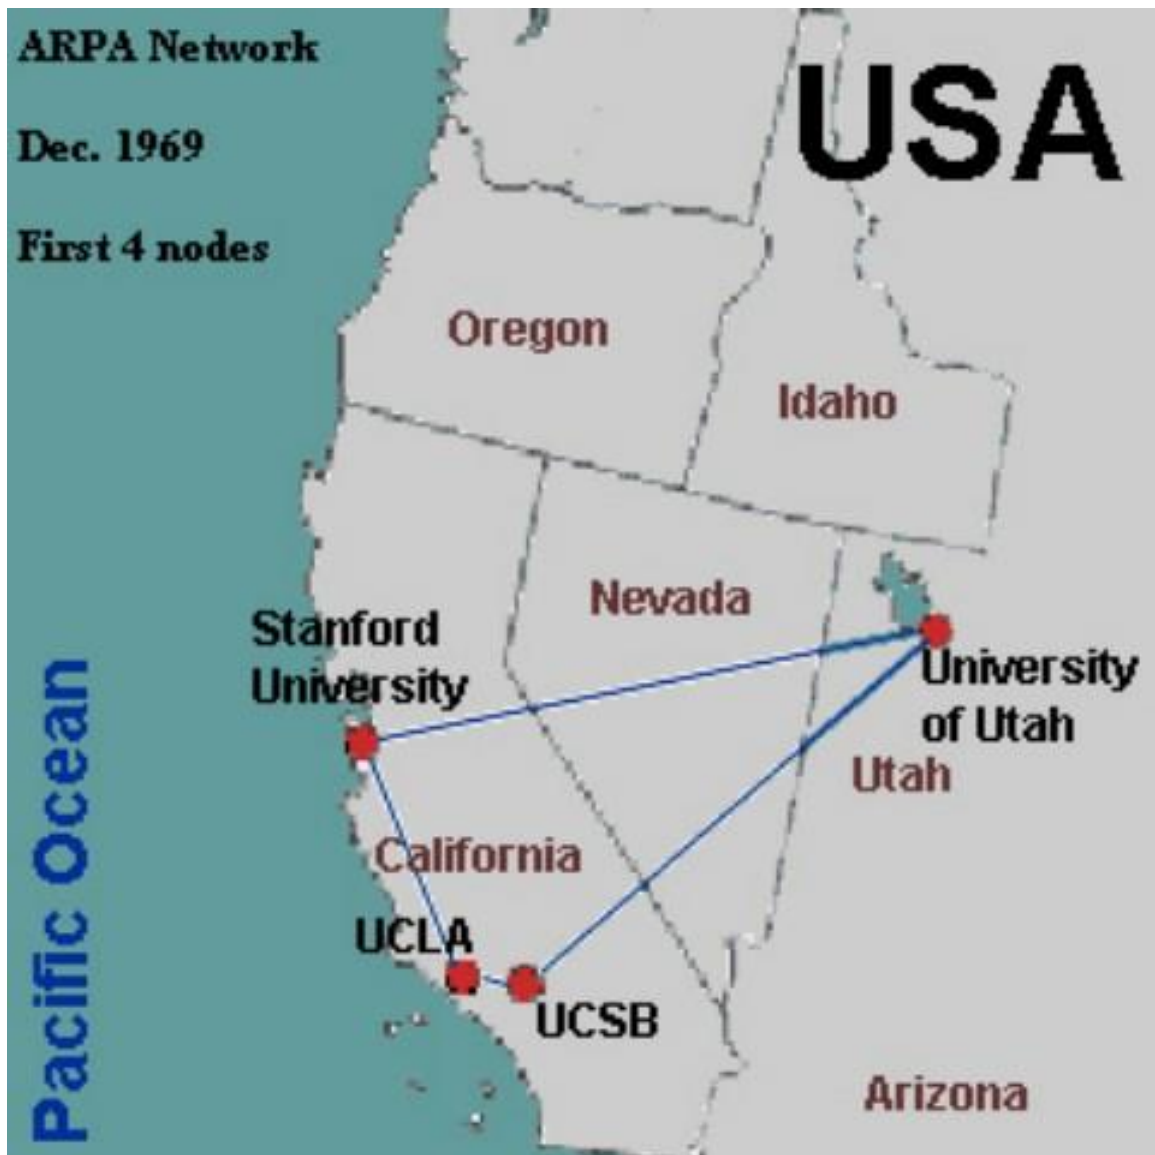 ARPA Network
Dec. 1969
First 4 nodes
USA
Oregon
Idaho
Nevada
Stanford
University
University
of Utah
Utah
California
UCLA
UCSB
Arizona
Pacific Ocean